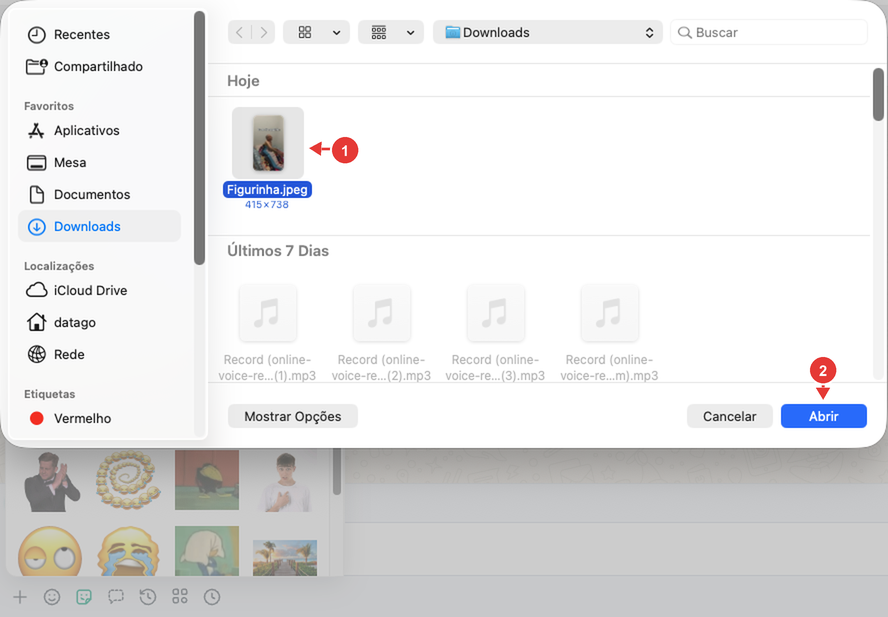 Recentes
Compartilhado
Favoritos
Aplicativos
Mesa
Documentos
Downloads
Localizações
iCloud Drive
datago
Rede
Etiquetas
Vermelho
Downloads
Buscar
Hoje
1
Figurinha.jpeg
415×738
Últimos 7 Dias
Record (online-
voice-re...(1).mp3
Record (online-
voice-re...(2).mp3
Record (online-
voice-re...(3).mp3
Record (online-
voice-re...m).mp3
2
Mostrar Opções
Cancelar
Abrir